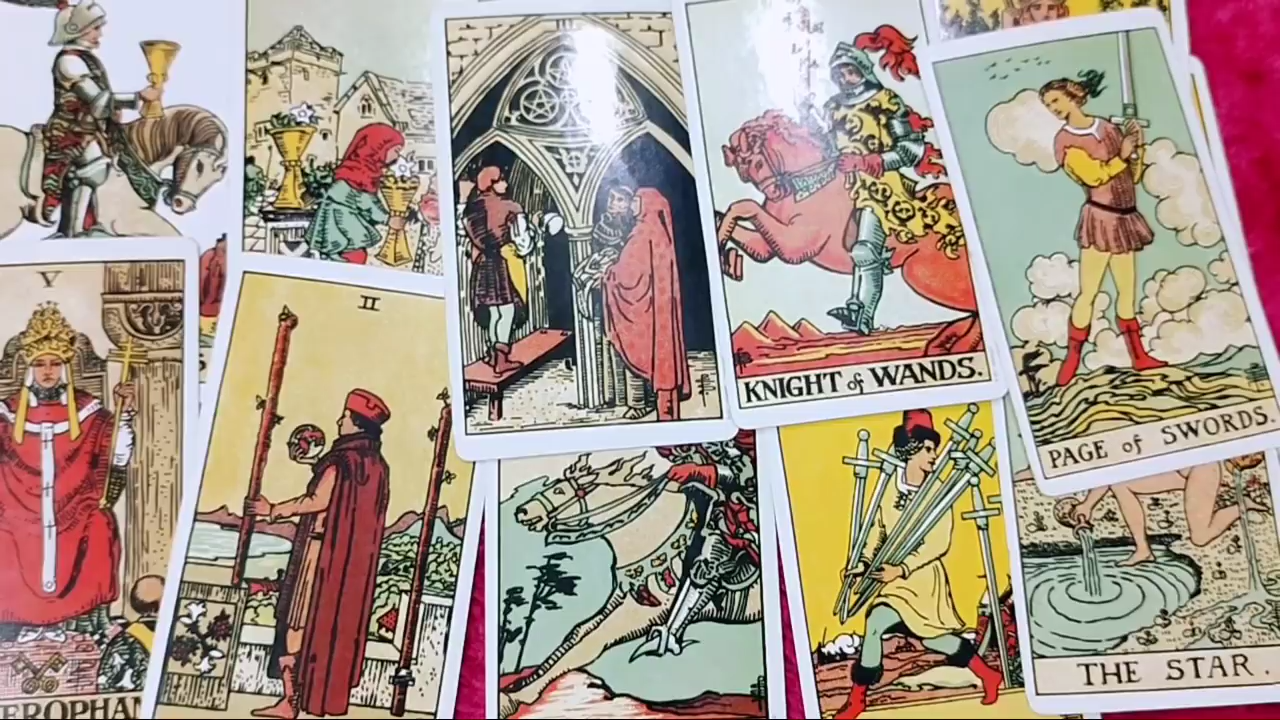 KNIGHT of WANDS.
PAGE of SWORDS.
V
II
EROPHAN
THE STAR.